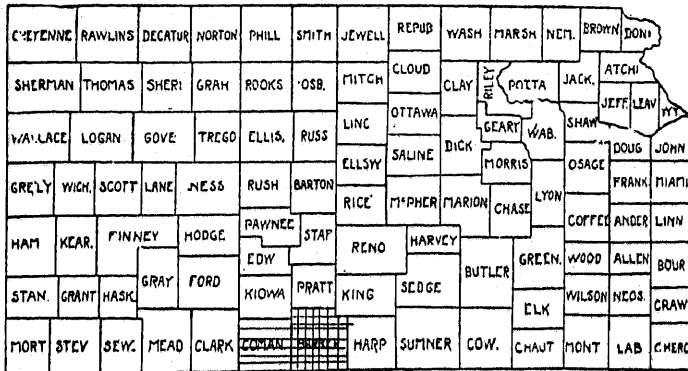 CHEYENNE RAWLINS DECATUR NORTON PHILL SMITH JEWELL REPUB WASH MARSH NEM. BROWN DONI
SHERMAN THOMAS SHERI GRAH ROOKS OSB. MITCH CLOUD CLAY RILEY POTTA JACK. ATCHI
JEFF. LEAV WY
OTTAWA
WALLACE LOGAN GOVE TREGO ELLIS. RUSS LINC GEARY WAB. SHAW
DICK DOUG JOHN
ELLSW SALINE MORRIS OSAGE
GRE'LY WICH. SCOTT LANE NESS RUSH BARTON FRANK MIAMI
RICE McPHER MARION CHASE LYON
PAWNEE COFFEE ANDER LINN
HAM KEAR. FINNEY HODGE STAF RENO HARVEY
EDW GREEN. WOOD ALLEN BOUR
GRAY FORD BUTLER
STAN. GRANT HASK. KIOWA PRATT KING SEDGE WILSON NEOS. CRAW
ELK
MORT STEV SEW. MEAD CLARK COMAN HARP SUMNER COW. CHAUT MONT LAB CHERO